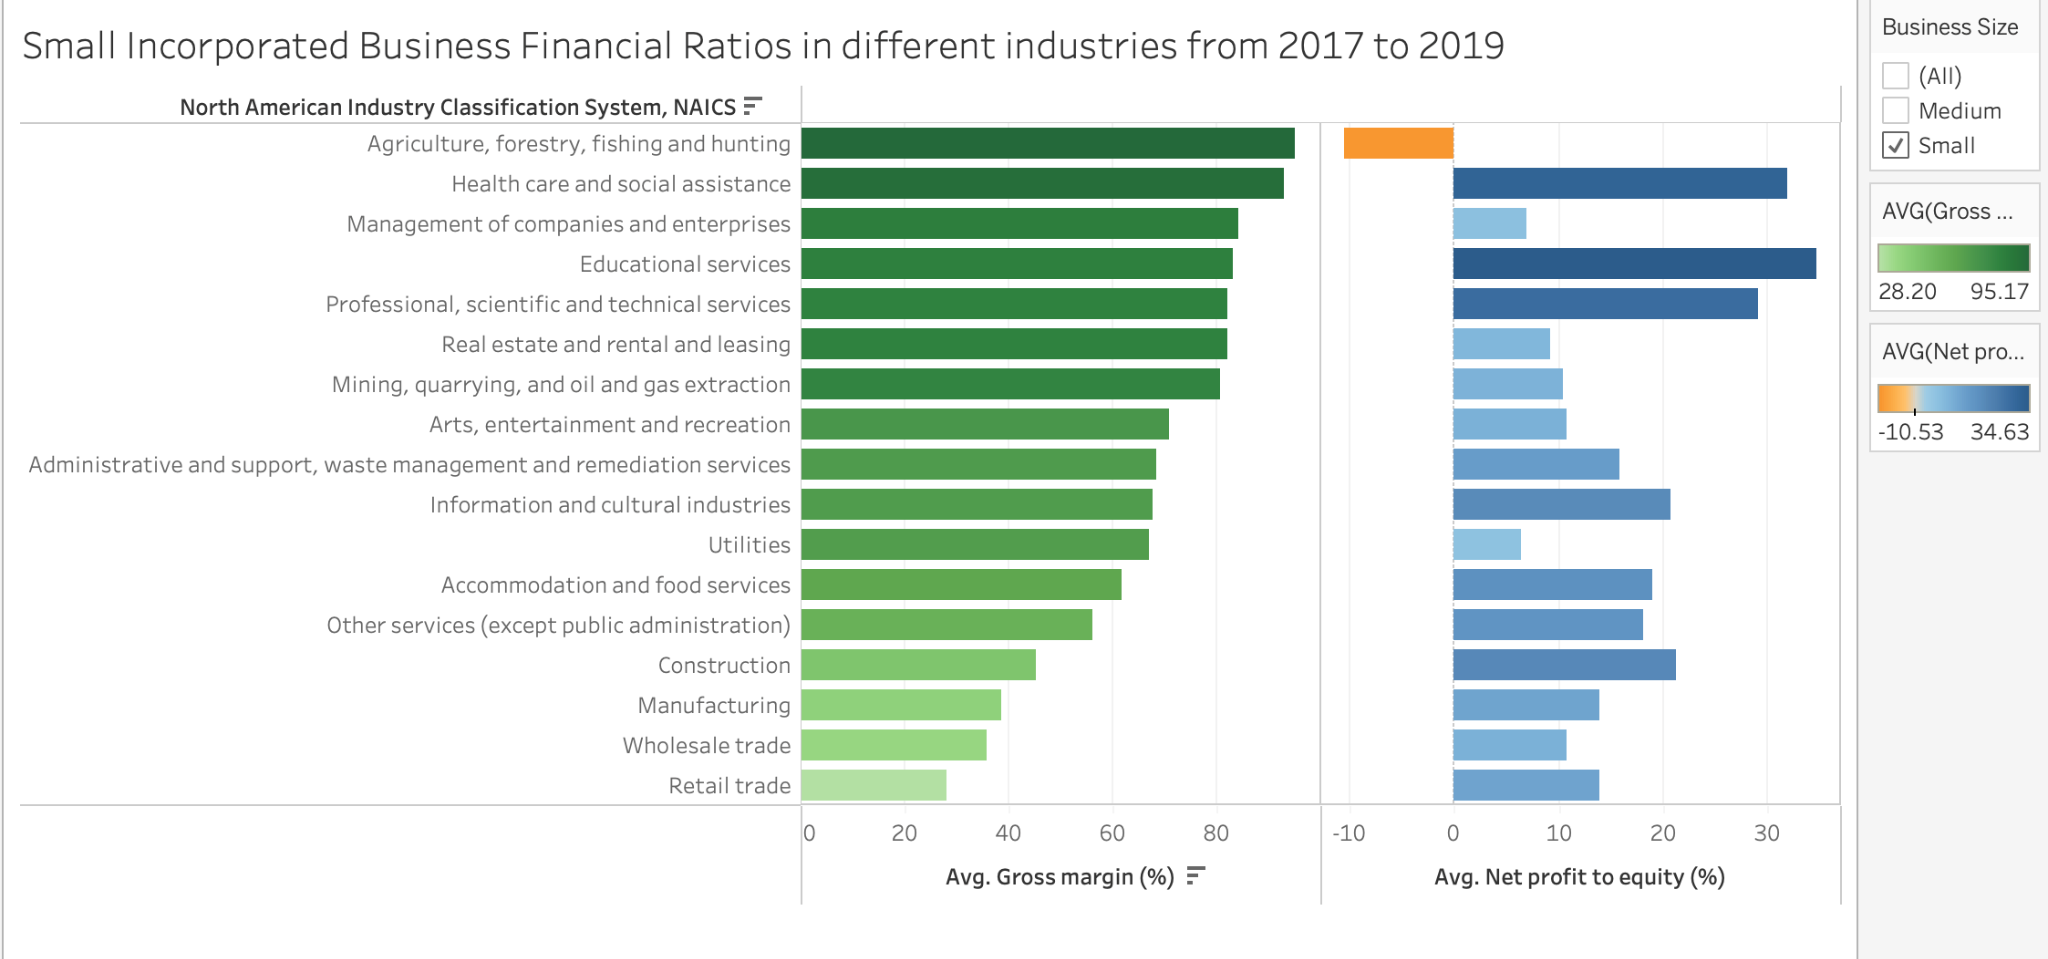 Small Incorporated Business Financial Ratios in different industries from 2017 to 2019
North American Industry Classification System, NAICS
Agriculture, forestry, fishing and hunting
Health care and social assistance
Management of companies and enterprises
Educational services
Professional, scientific and technical services
Real estate and rental and leasing
Mining, quarrying, and oil and gas extraction
Arts, entertainment and recreation
Administrative and support, waste management and remediation services
Information and cultural industries
Utilities
Accommodation and food services
Other services (except public administration)
Construction
Manufacturing
Wholesale trade
Retail trade
0 20 40 60 80 -10 0 10 20 30
Avg. Gross margin (%) Avg. Net profit to equity (%)
Business Size
(All)
Medium
Small
AVG(Gross ...
28.20 95.17
AVG(Net pro...
-10.53 34.63